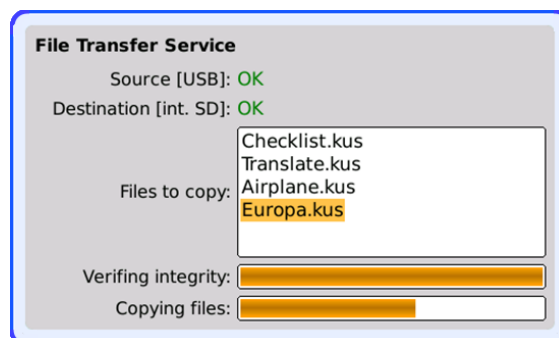 File Transfer Service
Source [USB]: OK
Destination [int. SD]: OK
Files to copy:
Checklist.kus
Translate.kus
Airplane.kus
Europa.kus
Verifing integrity:
Copying files: